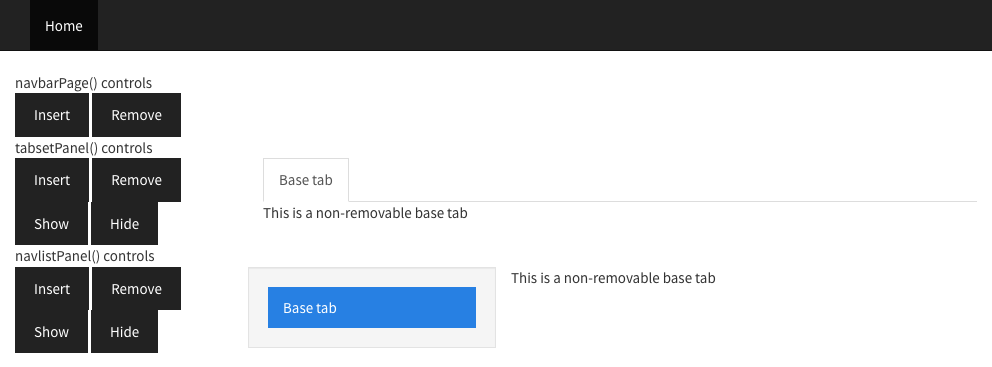 Home
navbarPage() controls
Insert Remove
tabsetPanel() controls
Insert Remove
Show Hide
Base tab
This is a non-removable base tab
navlistPanel() controls
Insert Remove
Show Hide
Base tab
This is a non-removable base tab